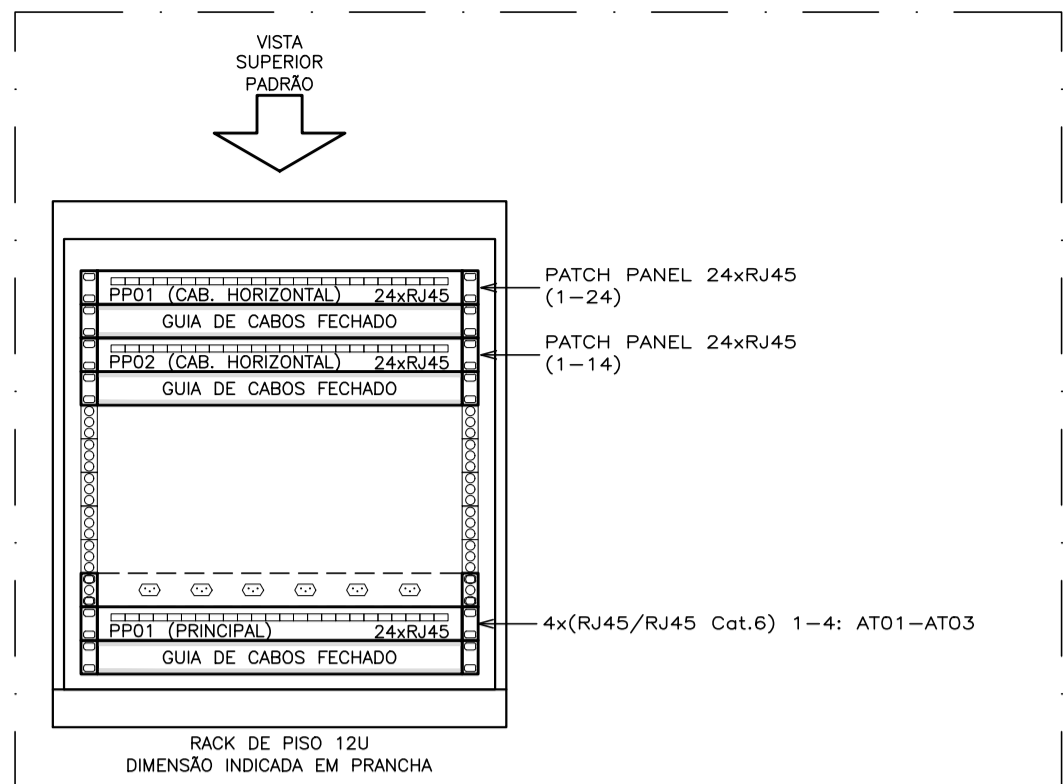 VISTA
SUPERIOR
PADRÃO
PP01 (CAB. HORIZONTAL) 24xRJ45
PATCH PANEL 24xRJ45
(1-24)
GUIA DE CABOS FECHADO
PP02 (CAB. HORIZONTAL) 24xRJ45
PATCH PANEL 24xRJ45
(1-14)
GUIA DE CABOS FECHADO
PP01 (PRINCIPAL) 24xRJ45
4x(RJ45/RJ45 Cat.6) 1-4: AT01-AT03
GUIA DE CABOS FECHADO
RACK DE PISO 12U
DIMENSÃO INDICADA EM PRANCHA